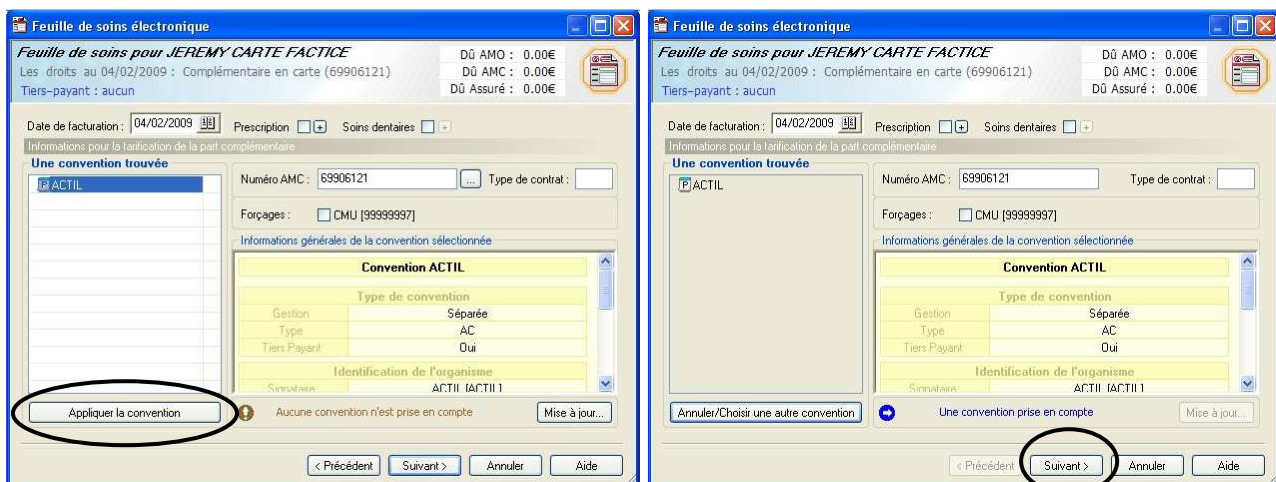 Feuille de soins électronique
Feuille de soins pour JEREMY CARTE FACTICE
Les droits au 04/02/2009 : Complémentaire en carte (69906121)
Tiers-payant : aucun
Dû AMO : 0.00€
Dû AMC : 0.00€
Dû Assuré : 0.00€
Date de facturation : 04/02/2009 Prescription Soins dentaires
Informations pour la tarification de la part complémentaire
Une convention trouvée
ACTIL
Numéro AMC : 69906121 ... Type de contrat :
Forçages : CMU [99999997]
Informations générales de la convention sélectionnée
Convention ACTIL
Type de convention
Gestion Séparée
Type AC
Tiers Payant Oui
Identification de l'organisme
Signataire ACTIL [ACTIL]
Appliquer la convention
Aucune convention n'est prise en compte
Mise à jour...
< Précédent Suivant > Annuler Aide
Feuille de soins électronique
Feuille de soins pour JEREMY CARTE FACTICE
Les droits au 04/02/2009 : Complémentaire en carte (69906121)
Tiers-payant : aucun
Dû AMO : 0.00€
Dû AMC : 0.00€
Dû Assuré : 0.00€
Date de facturation : 04/02/2009 Prescription Soins dentaires
Informations pour la tarification de la part complémentaire
Une convention trouvée
ACTIL
Numéro AMC : 69906121 Type de contrat :
Forçages : CMU [99999997]
Informations générales de la convention sélectionnée
Convention ACTIL
Type de convention
Gestion Séparée
Type AC
Tiers Payant Oui
Identification de l'organisme
Signataire ACTIL [ACTIL]
Annuler/Choisir une autre convention
Une convention prise en compte
Mise à jour...
< Précédent Suivant > Annuler Aide